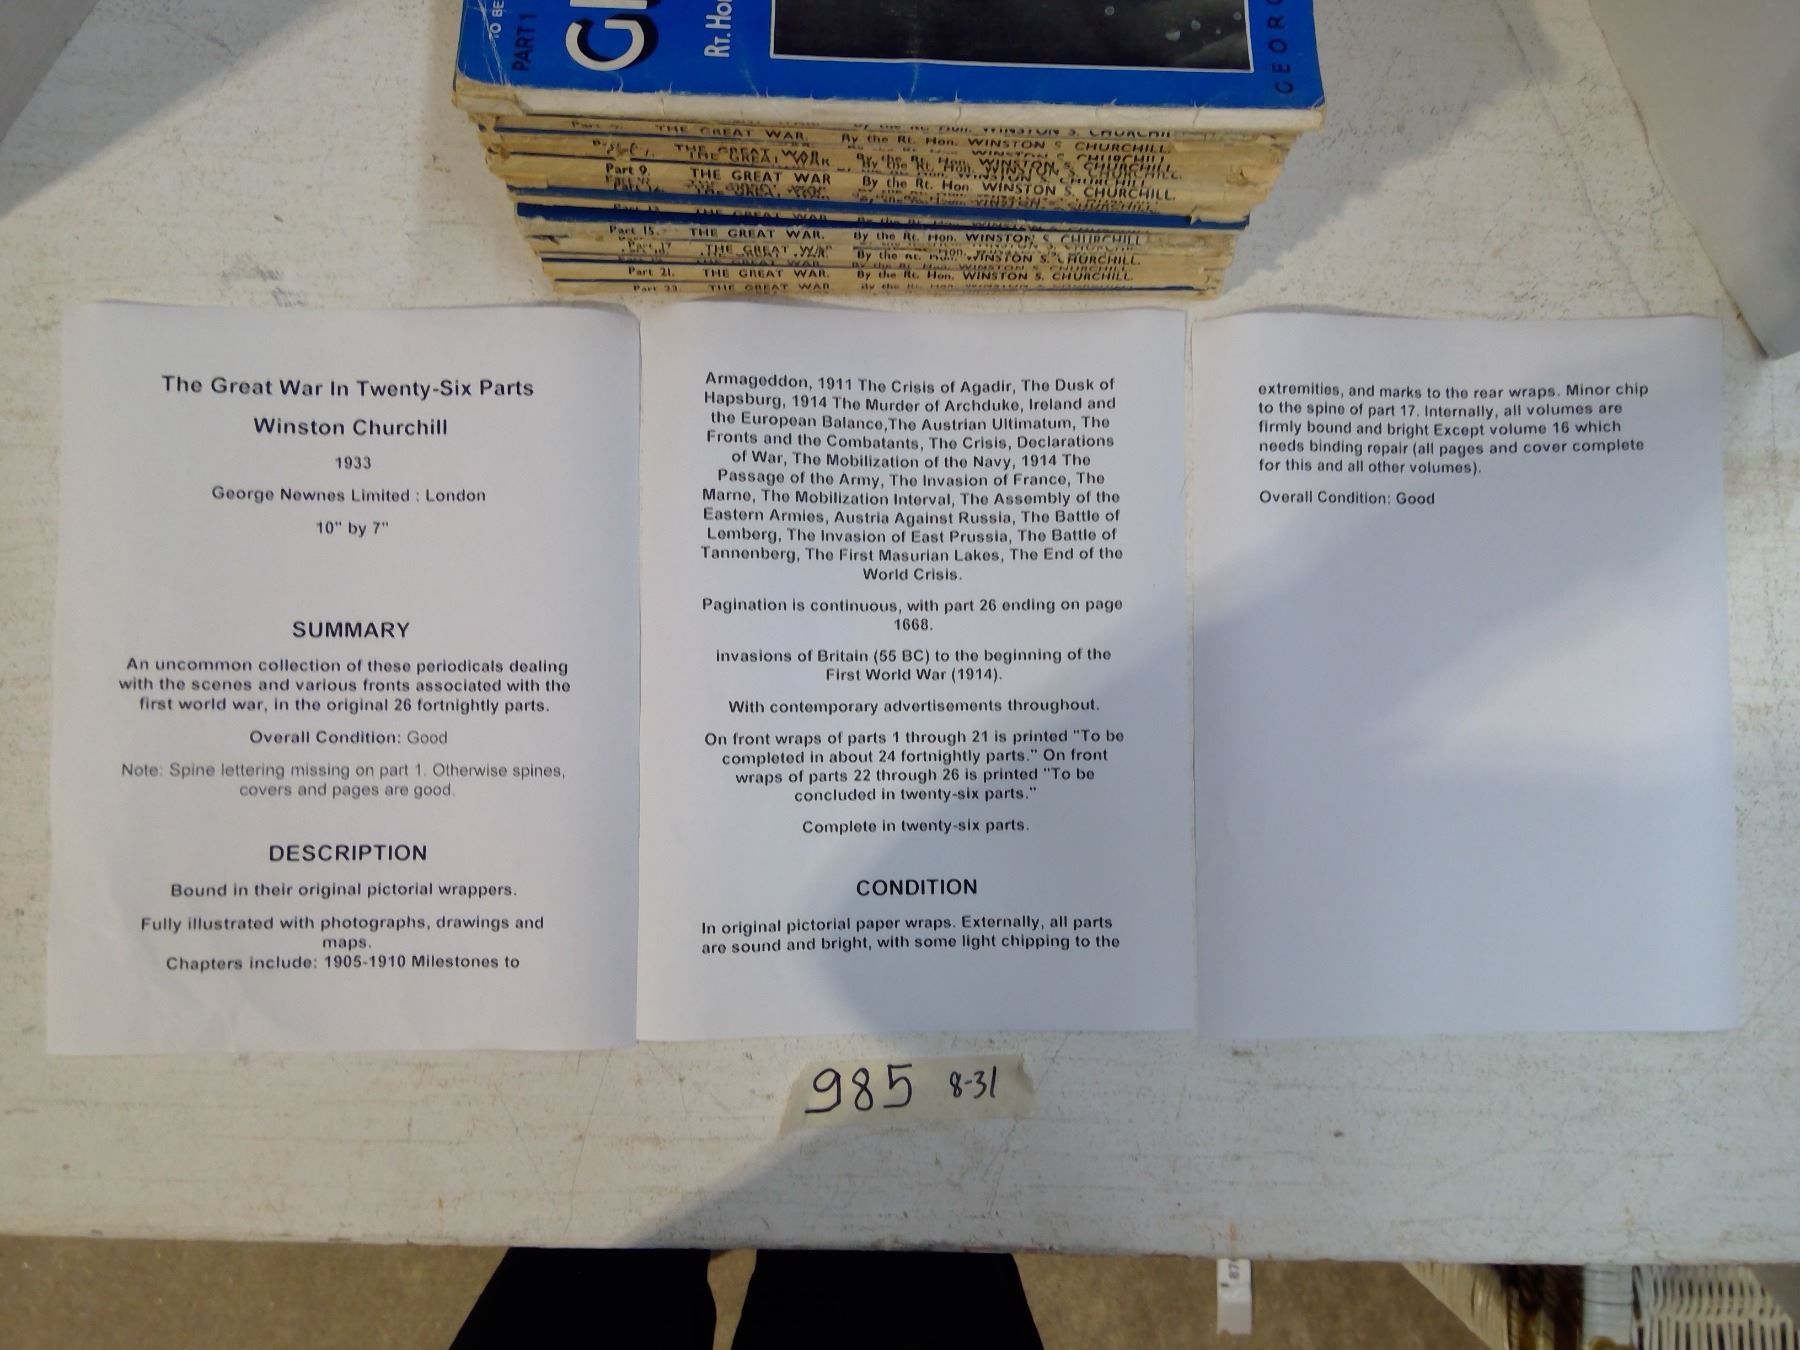 TO BE
PART 1
RT. HO
GEOR
THE GREAT WAR. By the Rt. Hon. WINSTON S. CHURCHILL.
Part 9. THE GREAT WAR By the Rt. Hon WINSTON S. CHURCHILL.
Part 15. THE GREAT WAR. By the Rt. Hon. WINSTON S. CHURCHILL
Part 17 THE GREAT WAR
By the Rt. Hon. CHURCHILL.
Part 21. THE GREAT WAR. By the Rt. Hon. WINSTON S. CHURCHILL.
Part 23. THE GREAT WAR
The Great War In Twenty-Six Parts
Winston Churchill
1933
George Newnes Limited : London
10" by 7"
SUMMARY
An uncommon collection of these periodicals dealing
with the scenes and various fronts associated with the
first world war, in the original 26 fortnightly parts.
Overall Condition: Good
Note: Spine lettering missing on part 1. Otherwise spines,
covers and pages are good.
DESCRIPTION
Bound in their original pictorial wrappers.
Fully illustrated with photographs, drawings and
maps.
Chapters include: 1905-1910 Milestones to
Armageddon, 1911 The Crisis of Agadir, The Dusk of
Hapsburg, 1914 The Murder of Archduke, Ireland and
the European Balance,The Austrian Ultimatum, The
Fronts and the Combatants, The Crisis, Declarations
of War, The Mobilization of the Navy, 1914 The
Passage of the Army, The Invasion of France, The
Marne, The Mobilization Interval, The Assembly of the
Eastern Armies, Austria Against Russia, The Battle of
Lemberg, The Invasion of East Prussia, The Battle of
Tannenberg, The First Masurian Lakes, The End of the
World Crisis.
Pagination is continuous, with part 26 ending on page
1668.
invasions of Britain (55 BC) to the beginning of the
First World War (1914).
With contemporary advertisements throughout.
On front wraps of parts 1 through 21 is printed "To be
completed in about 24 fortnightly parts." On front
wraps of parts 22 through 26 is printed "To be
concluded in twenty-six parts."
Complete in twenty-six parts.
CONDITION
In original pictorial paper wraps. Externally, all parts
are sound and bright, with some light chipping to the
extremities, and marks to the rear wraps. Minor chip
to the spine of part 17. Internally, all volumes are
firmly bound and bright Except volume 16 which
needs binding repair (all pages and cover complete
for this and all other volumes).
Overall Condition: Good
985 8-31